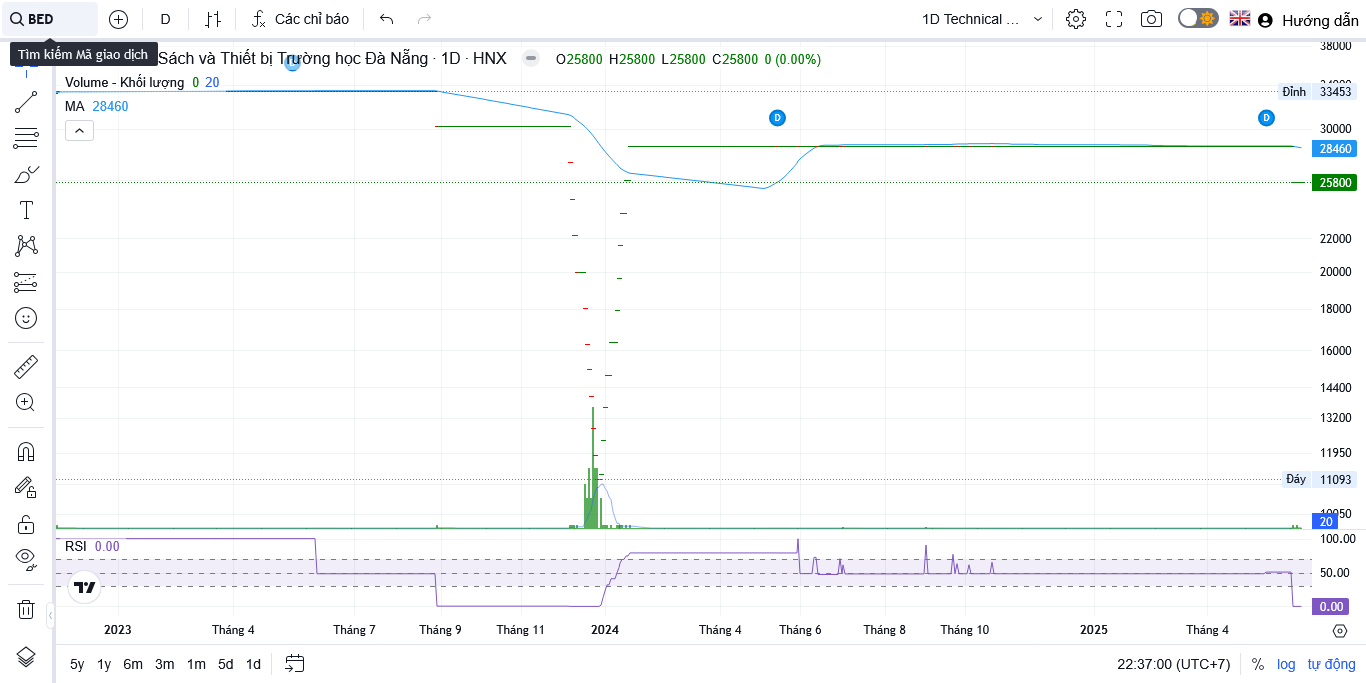 BED D Các chỉ báo 1D Technical ... Hướng dẫn
Tìm kiếm Mã giao dịch
Sách và Thiết bị Trường học Đà Nẵng · 1D · HNX O25800 H25800 L25800 C25800 0 (0.00%)
Volume - Khối lượng 0 20
MA 28460
38000
Đỉnh 33453
D
D
30000
28460
25800
22000
20000
18000
16000
14400
13200
11950
Đáy 11093
20
RSI 0.00
100.00
50.00
0.00
2023 Tháng 4 Tháng 7 Tháng 9 Tháng 11 2024 Tháng 4 Tháng 6 Tháng 8 Tháng 10 2025 Tháng 4
5y 1y 6m 3m 1m 5d 1d 22:37:00 (UTC+7) % log tự động